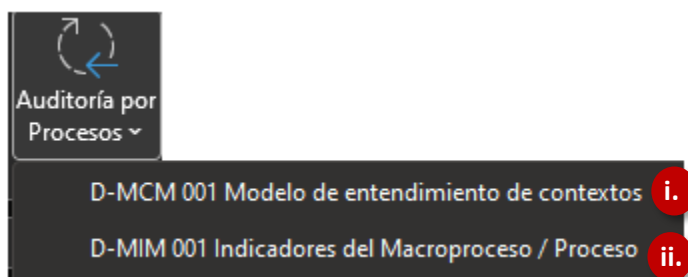 Auditoría por
Procesos
D-MCM 001 Modelo de entendimiento de contextos
i.
D-MIM 001 Indicadores del Macroproceso / Proceso
ii.